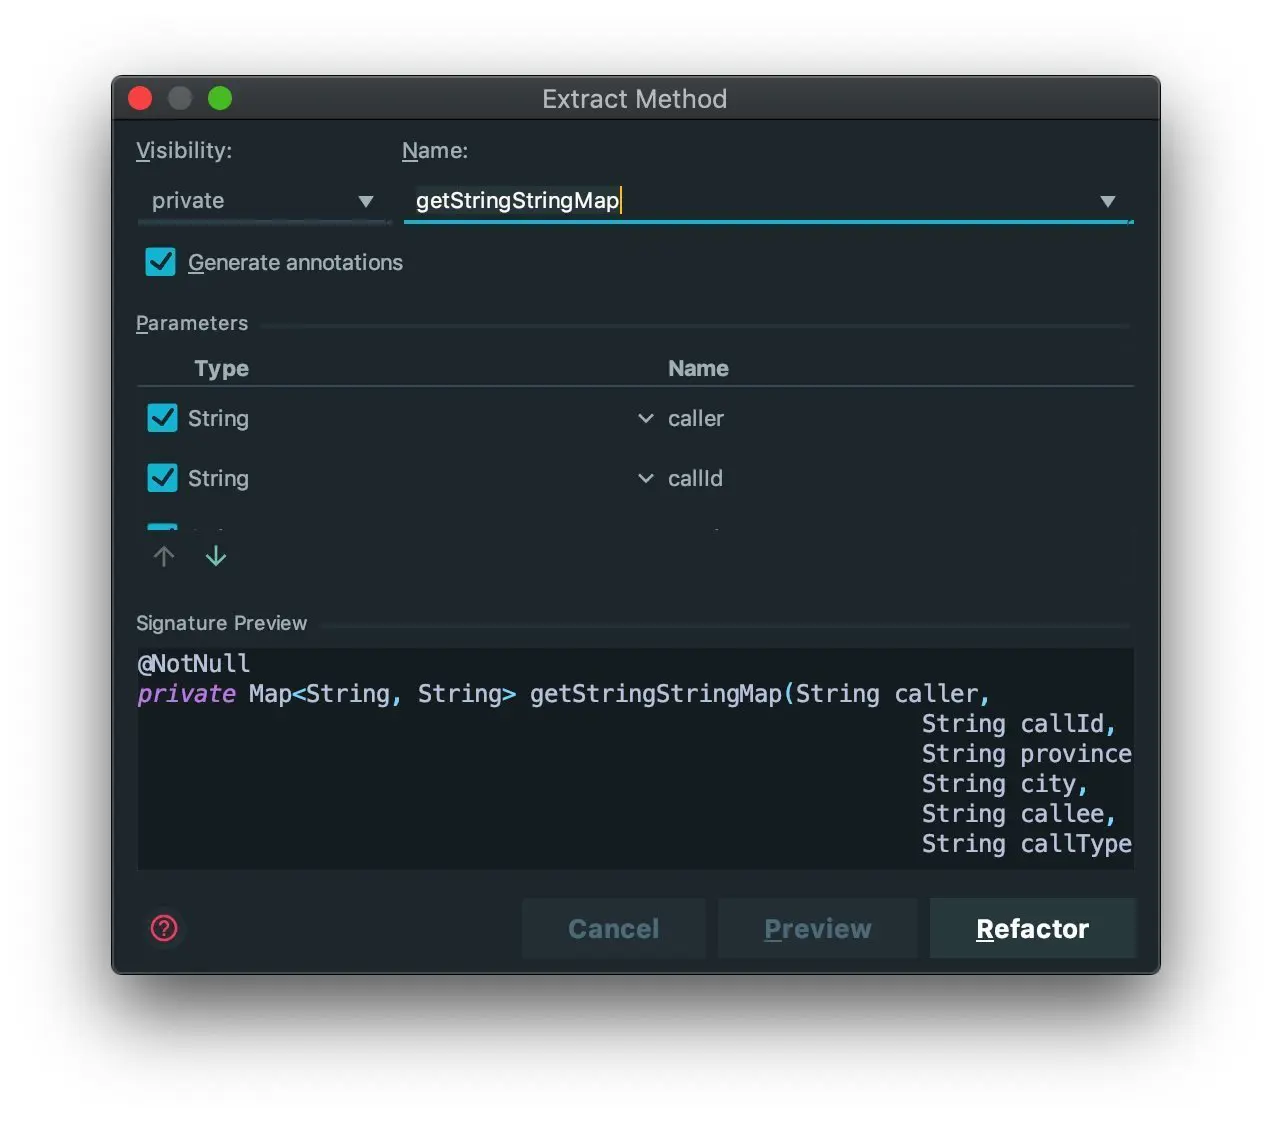 Extract Method
Visibility:
Name:
private
getStringStringMap
Generate annotations
Parameters
Type
Name
String
caller
String
callId
Signature Preview
@NotNull
private Map<String, String> getStringStringMap(String caller,
String callId,
String province
String city,
String callee,
String callType
?
Cancel
Preview
Refactor